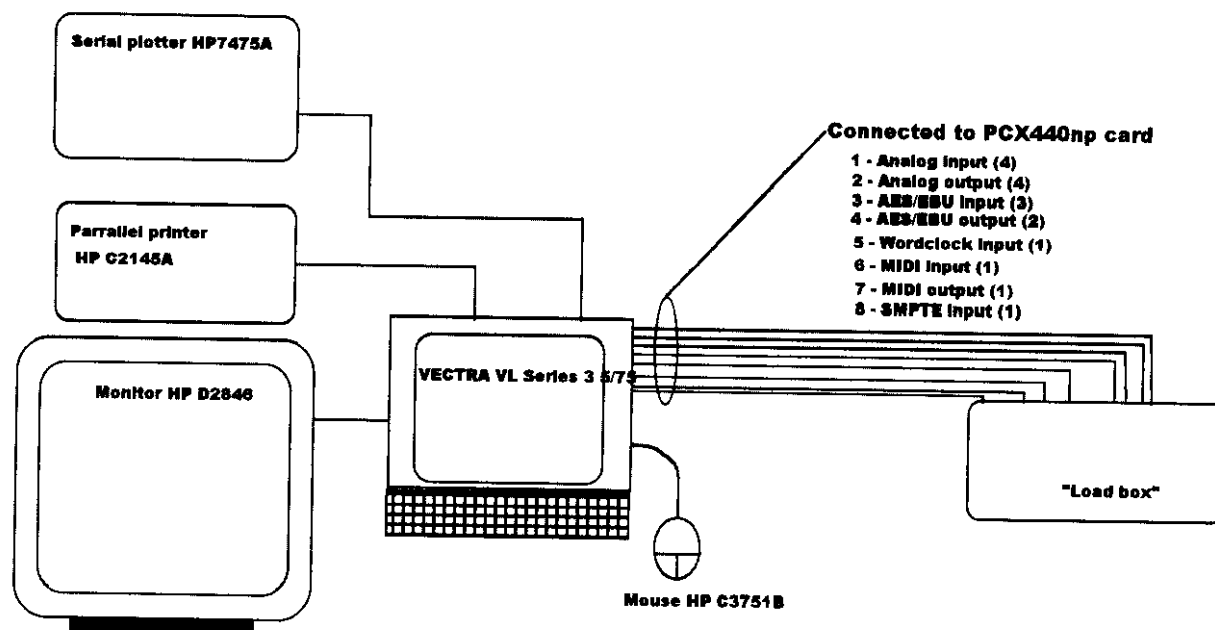 Serial plotter HP7475A
Connected to PCX440np card
1 - Analog input (4)
2 - Analog output (4)
3 - AES/EBU input (3)
4 - AES/EBU output (2)
5 - Wordclock input (1)
6 - MIDI input (1)
7 - MIDI output (1)
8 - SMPTE input (1)
Parrallel printer
HP C2145A
VECTRA VL Series 3 5/75
Monitor HP D2846
"Load box"
Mouse HP C3751B